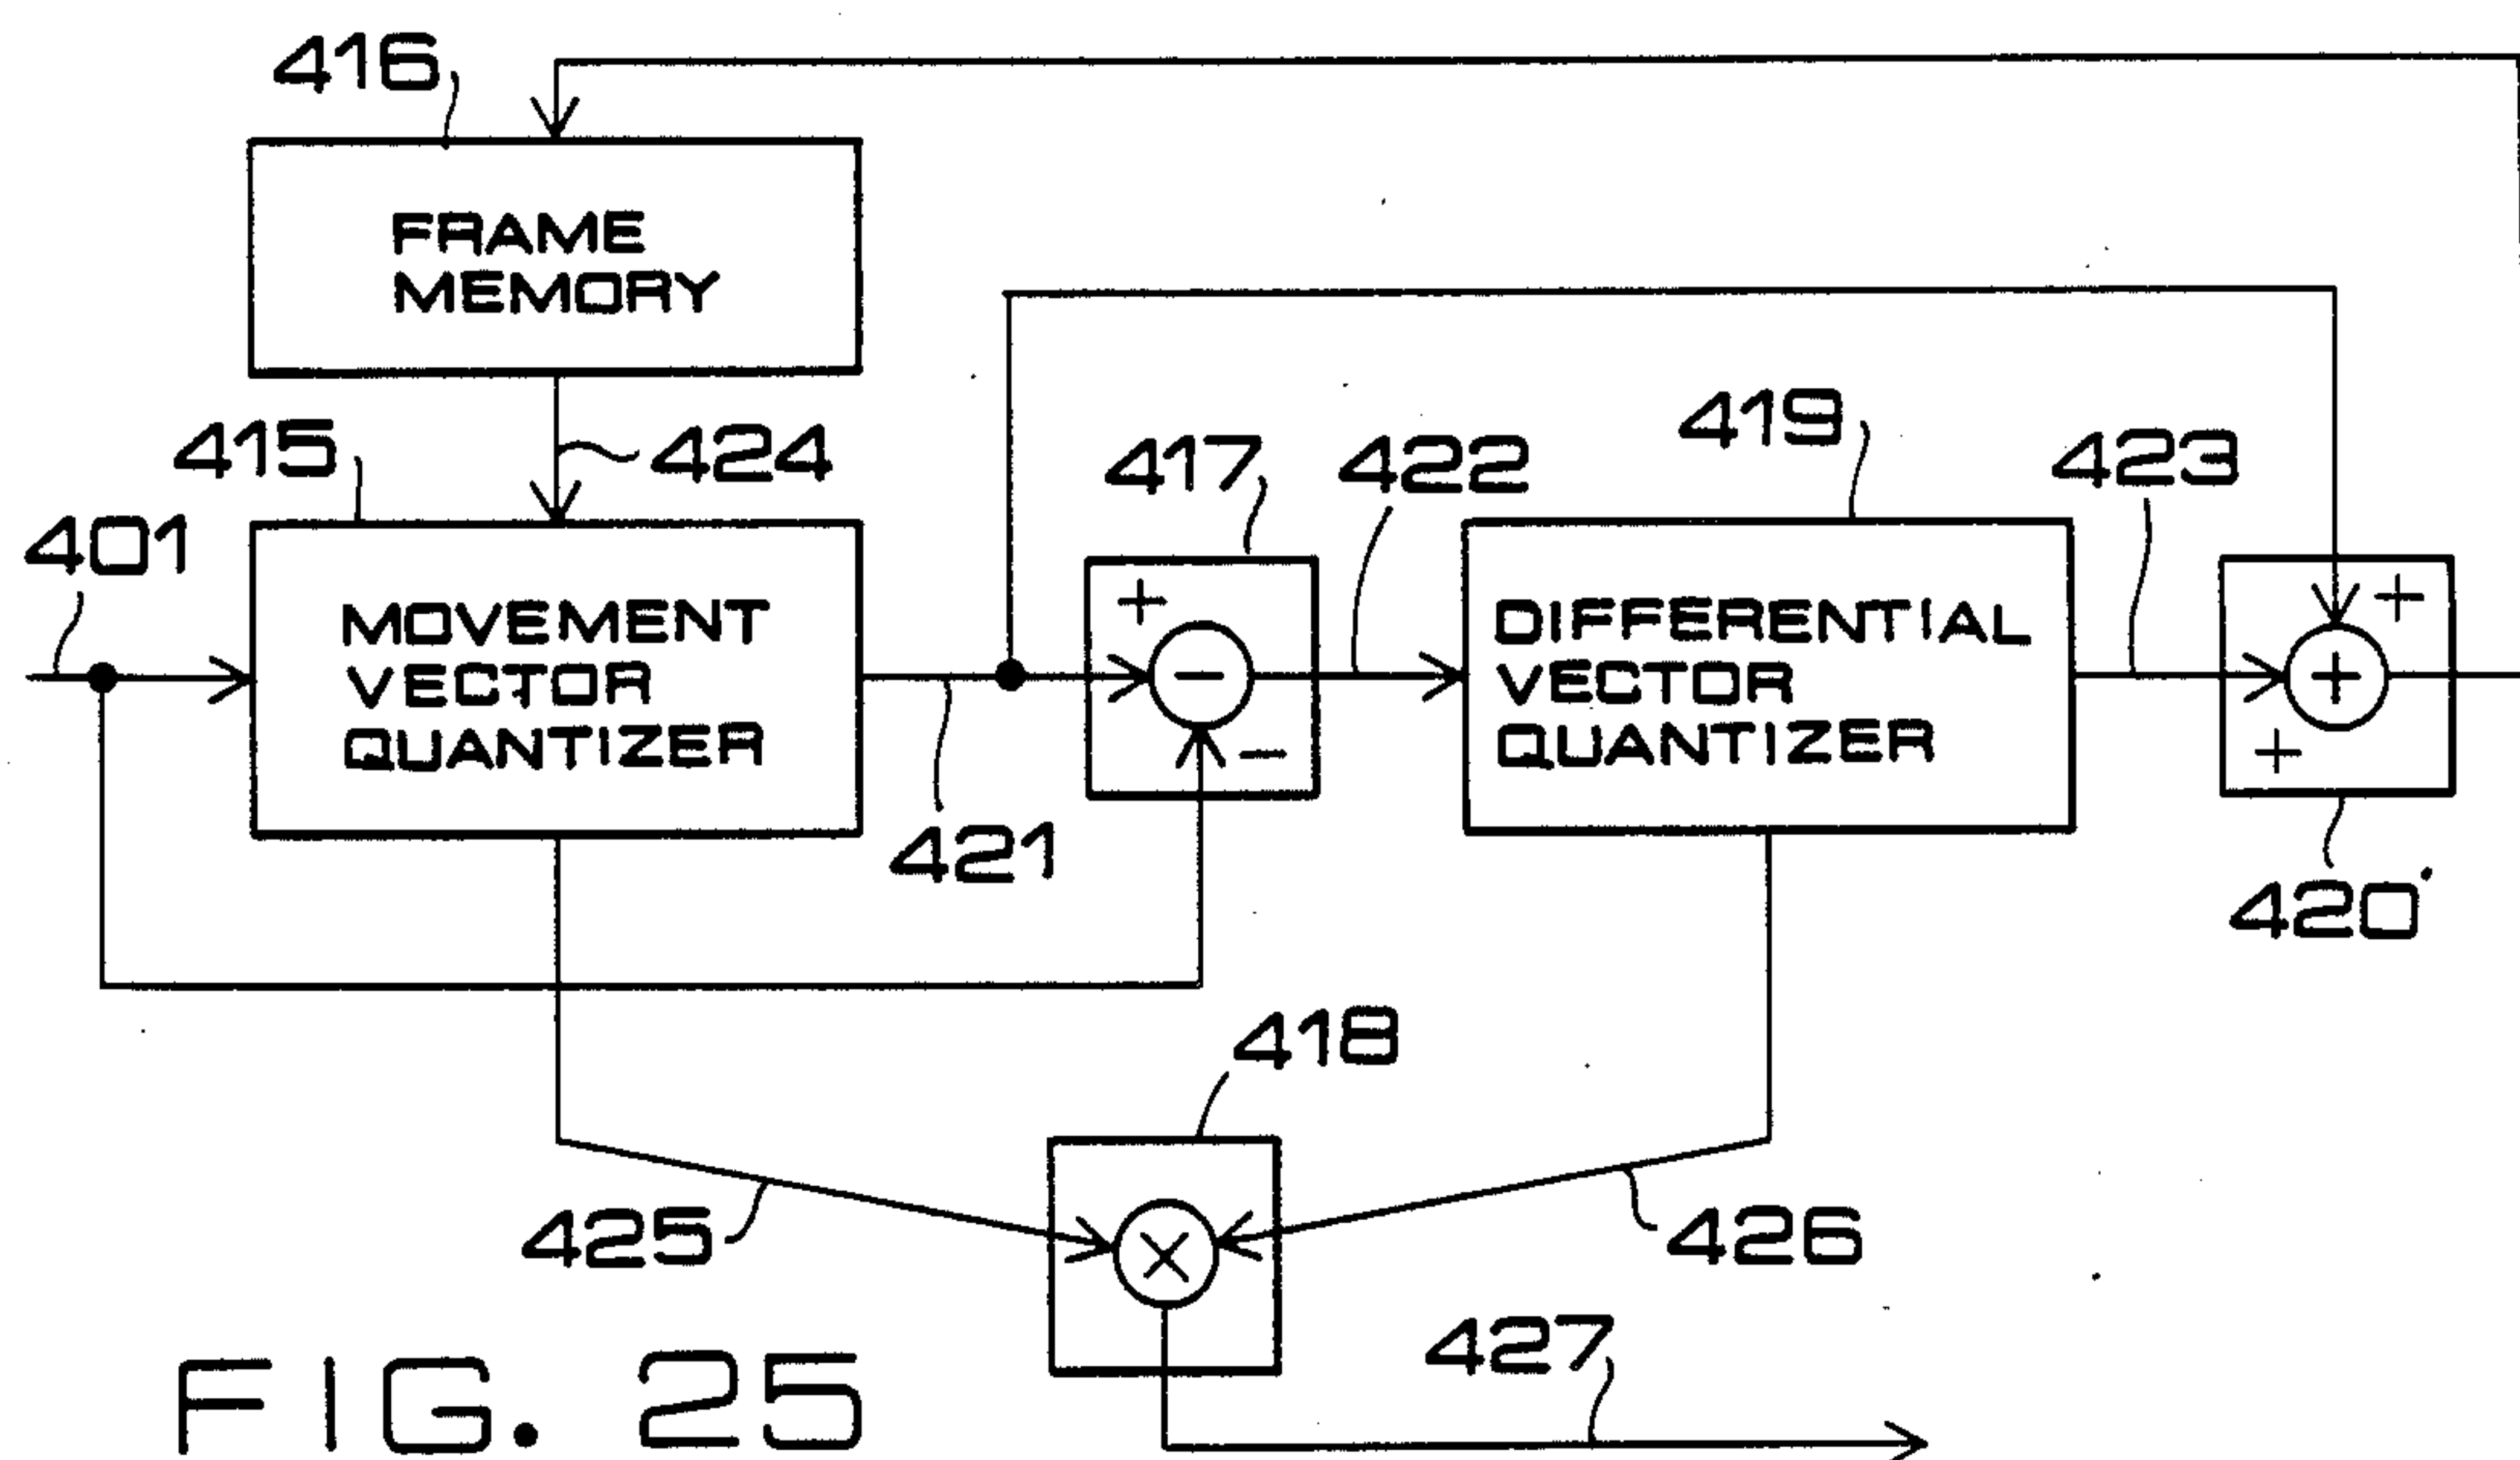 416
FRAME
MEMORY
415
424
417
422
419
423
401
MOVEMENT
VECTOR
QUANTIZER
+
−
−
DIFFERENTIAL
VECTOR
QUANTIZER
+
+
+
421
420
418
×
425
426
427
FIG. 25